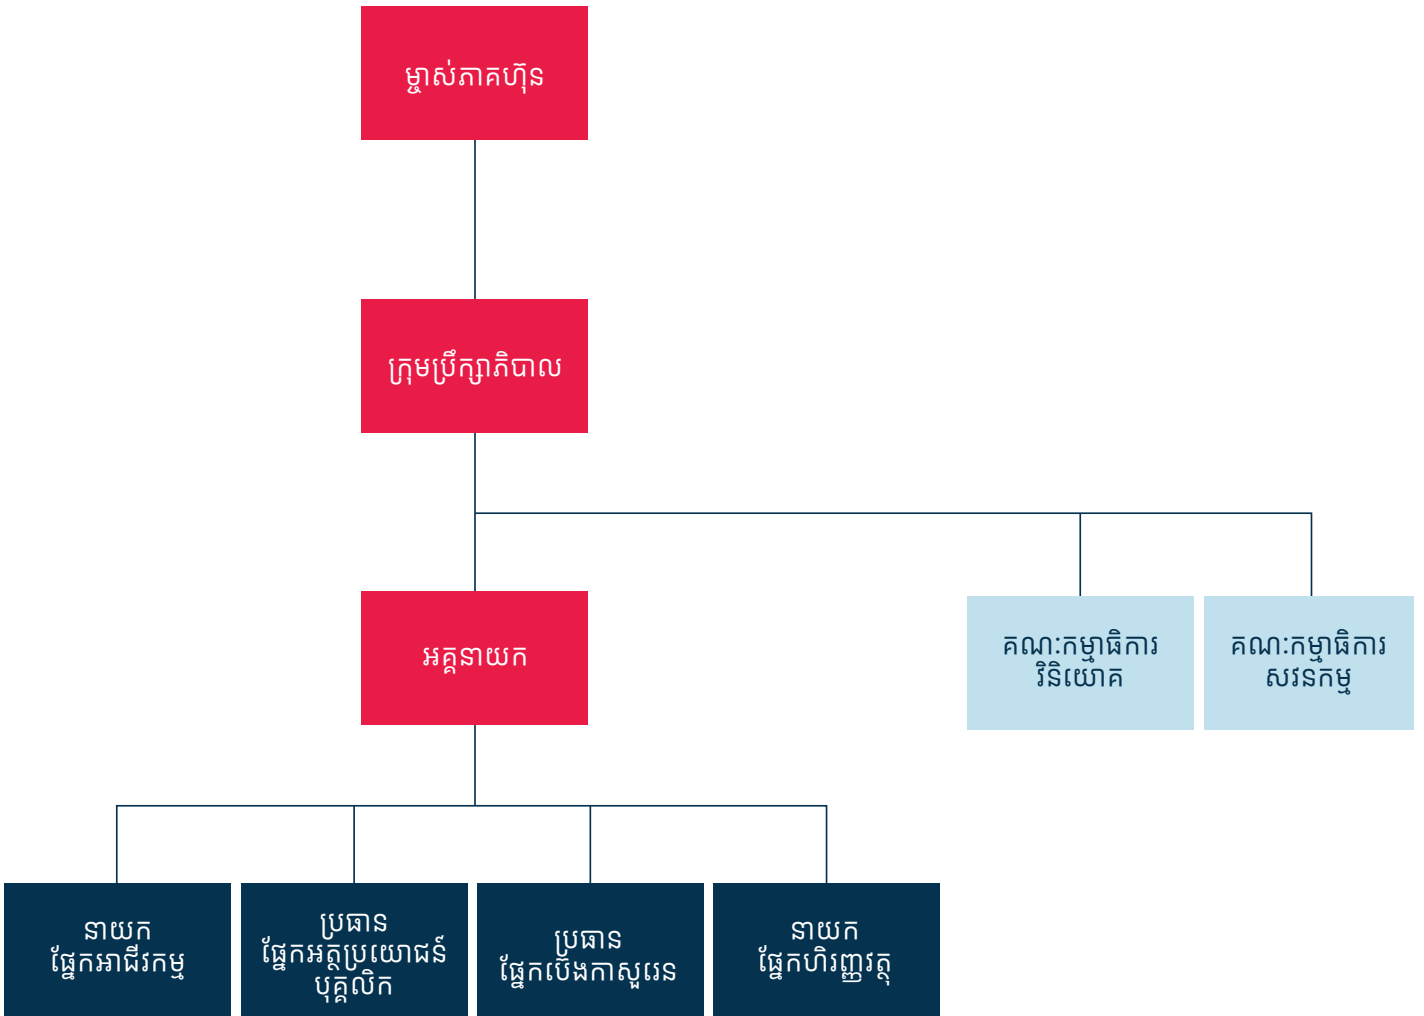 ម្ចាស់ភាគហ៊ុន
ក្រុមប្រឹក្សាភិបាល
អគ្គនាយក
គណៈកម្មាធិការ
វិនិយោគ
គណៈកម្មាធិការ
សវនកម្ម
នាយក
ផ្នែកអាជីវកម្ម
ប្រធាន
ផ្នែកអត្ថប្រយោជន៍
បុគ្គលិក
ប្រធាន
ផ្នែកប៊េងកាសួរេន
នាយក
ផ្នែកហិរញ្ញវត្ថុ